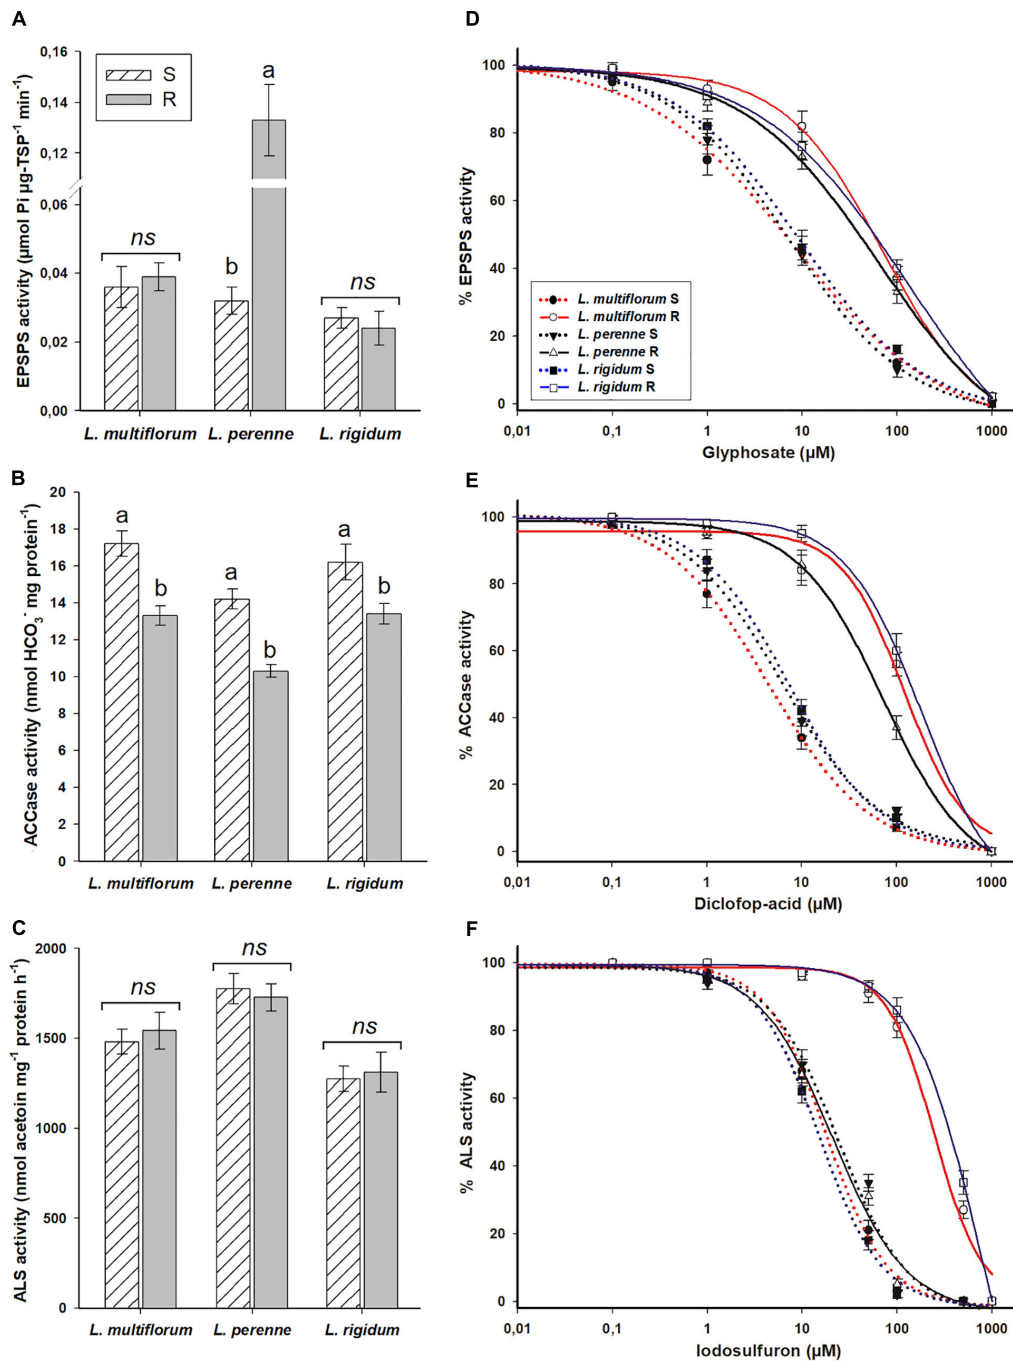 A
EPSPS activity (µmol Pi µg-TSP-1 min-1)
0,16
0,14
0,12
0,06
0,04
0,02
0,00
S
R
ns
b
a
ns
L. multiflorum
L. perenne
L. rigidum
B
ACCase activity (nmol HCO3- mg protein-1)
20
18
16
14
12
10
8
6
4
2
0
a
b
a
b
a
b
L. multiflorum
L. perenne
L. rigidum
C
ALS activity (nmol acetoin mg-1 protein h-1)
2000
1500
1000
500
0
ns
ns
ns
L. multiflorum
L. perenne
L. rigidum
D
% EPSPS activity
100
80
60
40
20
0
L. multiflorum S
L. multiflorum R
L. perenne S
L. perenne R
L. rigidum S
L. rigidum R
0,01
0,1
1
10
100
1000
Glyphosate (µM)
E
% ACCase activity
100
80
60
40
20
0
0,01
0,1
1
10
100
1000
Diclofop-acid (µM)
F
% ALS activity
100
80
60
40
20
0
0,01
0,1
1
10
100
1000
Iodosulfuron (µM)